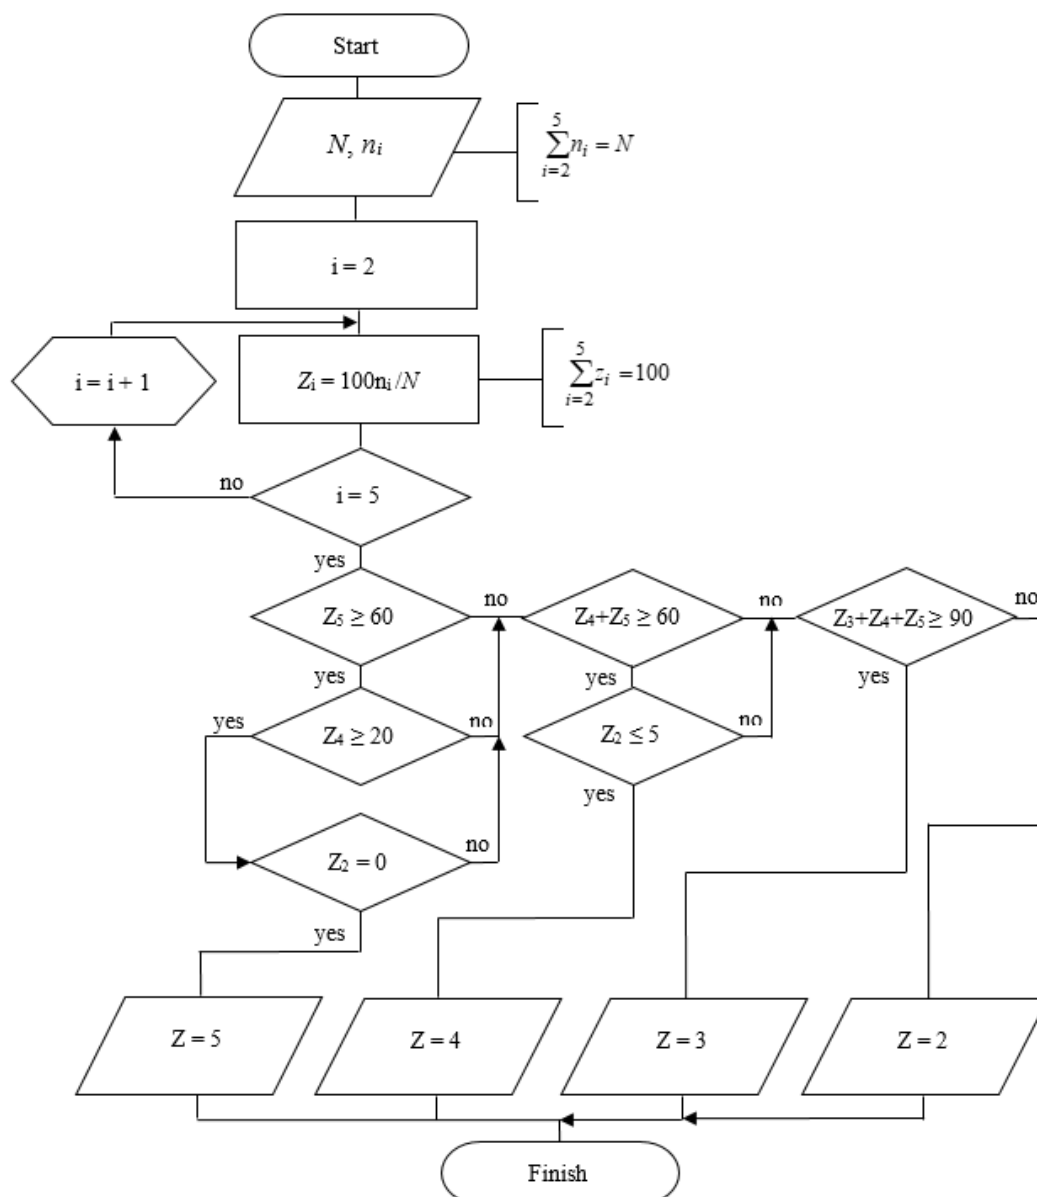 Start
N, nᵢ
5
∑nᵢ = N
i=2
i = 2
i = i + 1
Zᵢ = 100nᵢ/N
5
∑zᵢ =100
i=2
no
i = 5
yes
Z₅ ≥ 60
no
Z₄+Z₅ ≥ 60
no
Z₃+Z₄+Z₅ ≥ 90
no
yes
yes
yes
yes
Z₄ ≥ 20
no
Z₂ ≤ 5
no
yes
Z₂ = 0
no
yes
Z = 5
Z = 4
Z = 3
Z = 2
Finish